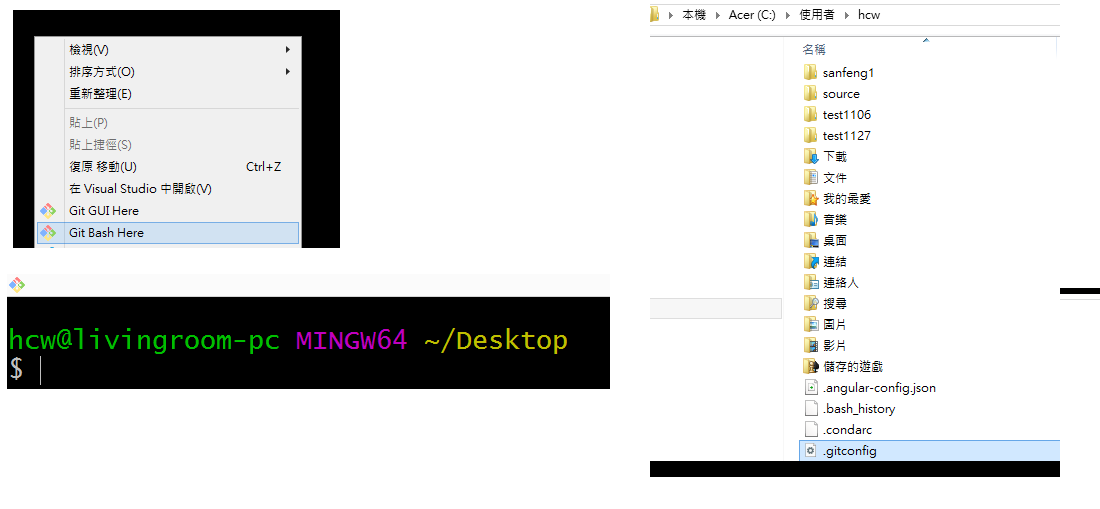 檢視(V)
排序方式(O)
重新整理(E)
貼上(P)
貼上捷徑(S)
復原 移動(U) Ctrl+Z
在 Visual Studio 中開啟(V)
Git GUI Here
Git Bash Here
hcw@livingroom-pc MINGW64 ~/Desktop
$
本機 Acer (C:) 使用者 hcw
名稱
sanfeng1
source
test1106
test1127
下載
文件
我的最愛
音樂
桌面
連結
連絡人
搜尋
圖片
影片
儲存的遊戲
.angular-config.json
.bash_history
.condarc
.gitconfig